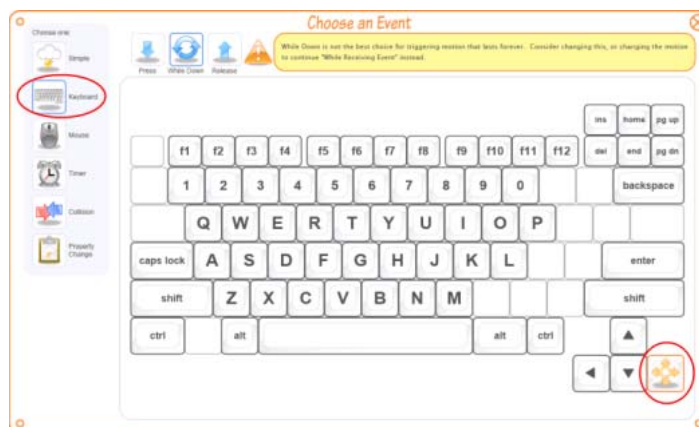 Choose an Event
Choose one:
Simple
Keyboard
Mouse
Timer
Collision
Property
Change
Press While Down Release
While Down is not the best choice for triggering motion that lasts forever. Consider changing this, or changing the motion
to continue "While Receiving Event" instead.
ins home pg up
f1 f2 f3 f4 f5 f6 f7 f8 f9 f10 f11 f12 del end pg dn
1 2 3 4 5 6 7 8 9 0 backspace
Q W E R T Y U I O P
caps lock A S D F G H J K L enter
shift Z X C V B N M shift
ctrl alt alt ctrl